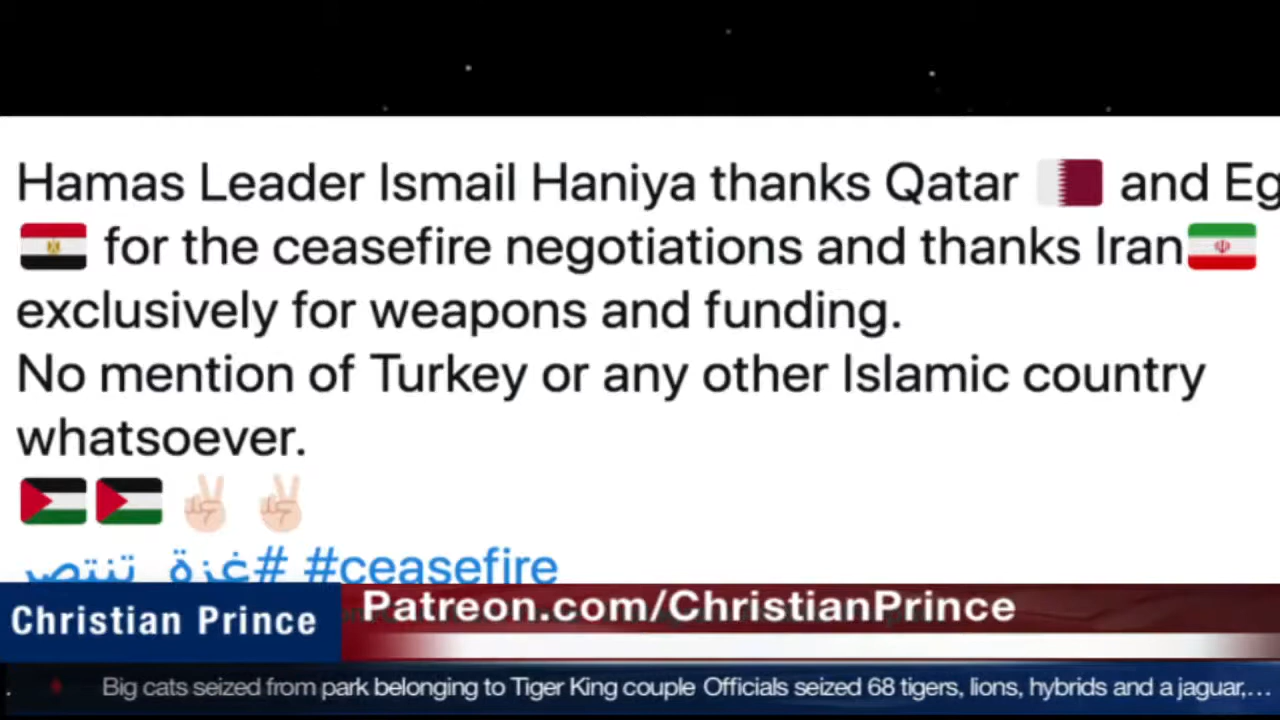 Hamas Leader Ismail Haniya thanks Qatar 🇶🇦 and Eg
🇪🇬 for the ceasefire negotiations and thanks Iran🇮🇷
exclusively for weapons and funding.
No mention of Turkey or any other Islamic country
whatsoever.
🇵🇸🇵🇸✌🏻✌🏻
#غزة_تنتصر #ceasefire
Christian Prince
Patreon.com/ChristianPrince
Big cats seized from park belonging to Tiger King couple Officials seized 68 tigers, lions, hybrids and a jaguar,...